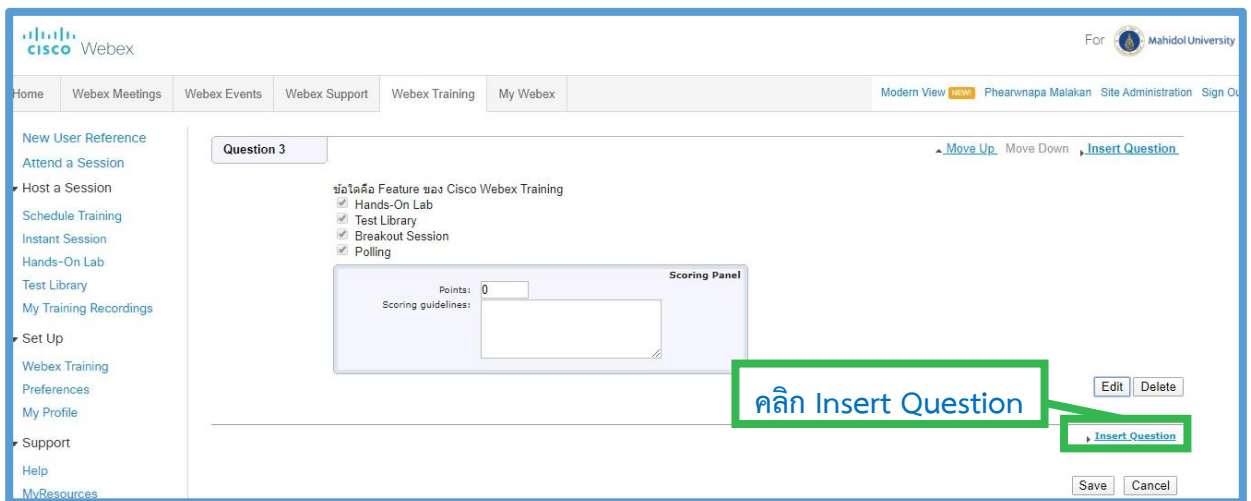 CISCO Webex
For Mahidol University
Home Webex Meetings Webex Events Webex Support Webex Training My Webex Modern View NEW! Phearwnapa Malakan Site Administration Sign Ou
New User Reference
Question 3 Move Up Move Down Insert Question
Attend a Session
Host a Session
ข้อใดคือ Feature ของ Cisco Webex Training
Hands-On Lab
Test Library
Breakout Session
Polling
Schedule Training
Instant Session
Hands-On Lab
Test Library
My Training Recordings
Scoring Panel
Points: 0
Scoring guidelines:
Set Up
Webex Training
Preferences
My Profile
Edit Delete
คลิก Insert Question
Insert Question
Support
Help
MyResources
Save Cancel